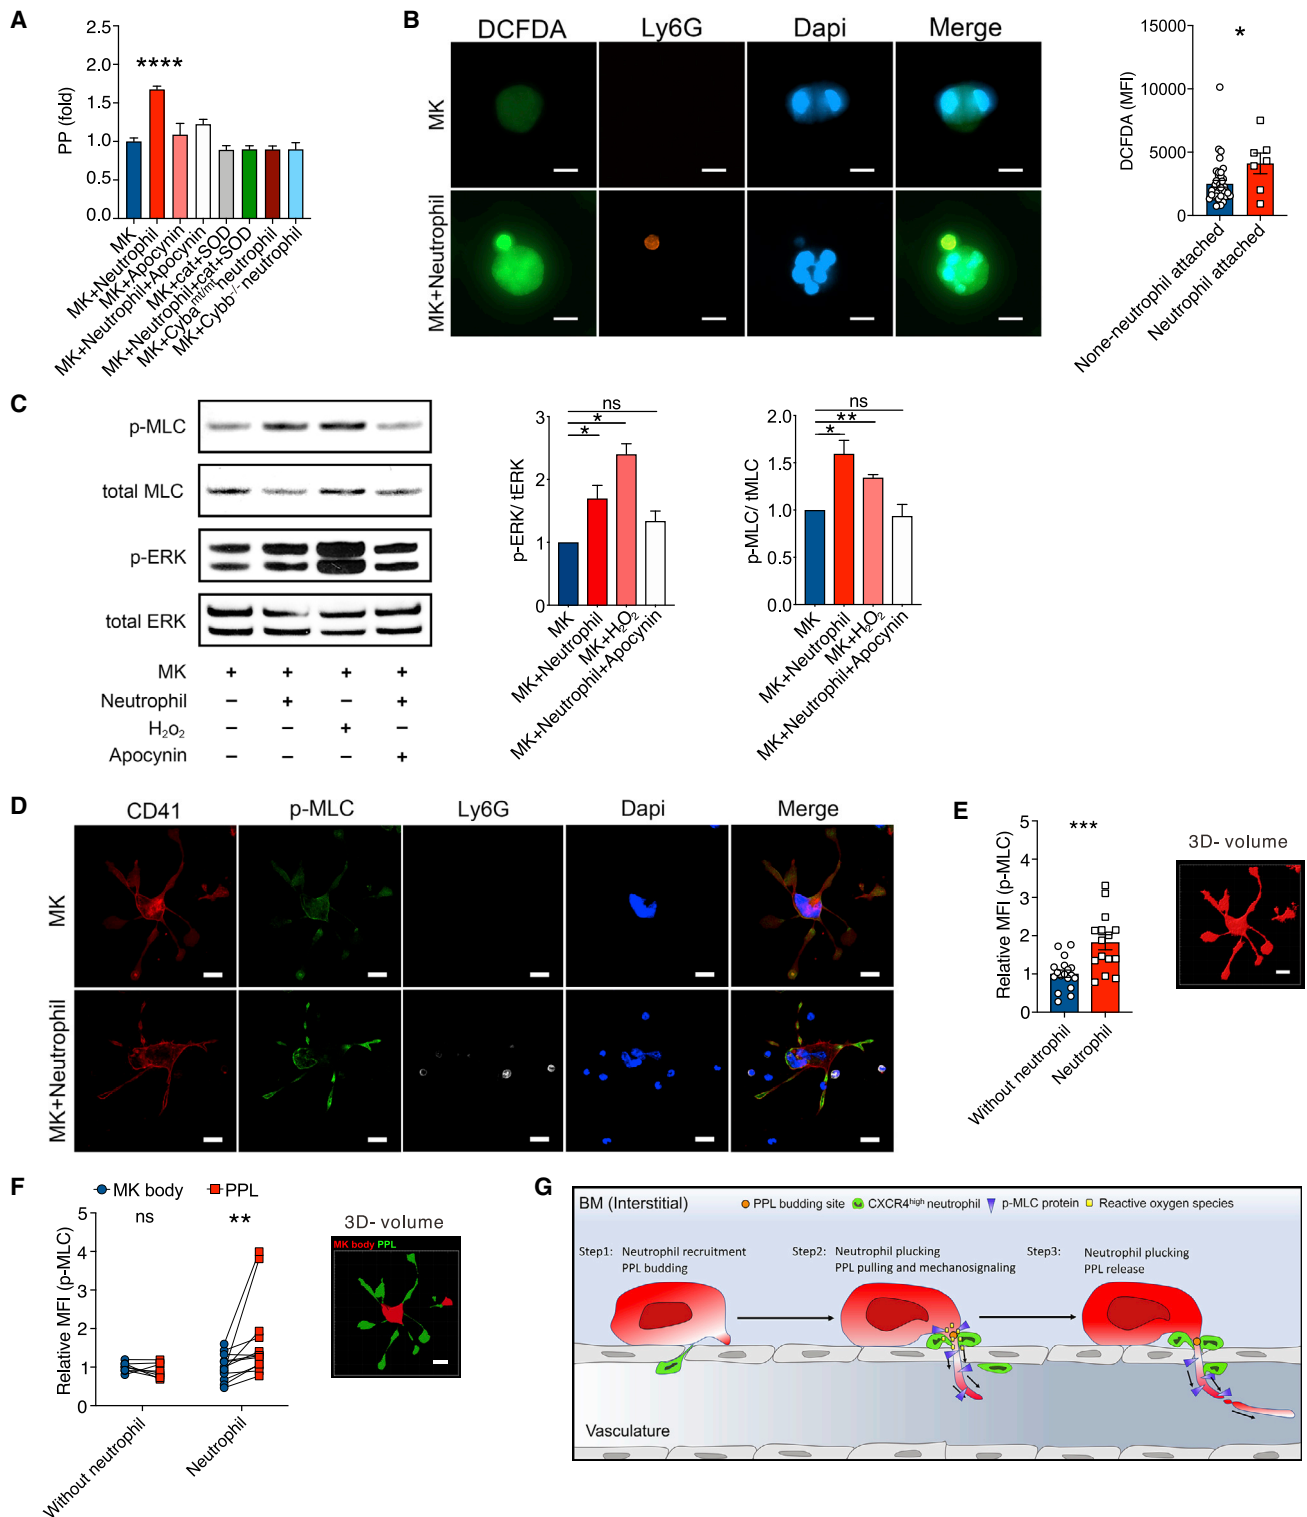 A
2.5
2.0
1.5
1.0
0.5
0.0
PP (fold)
****
MK
MK+Neutrophil
MK+Apocynin
MK+Neutrophil+Apocynin
MK+cat+SOD
MK+Neutrophil+cat+SOD
MK+Cyba^mt/mt neutrophil
MK+Cybb^-/- neutrophil
B
DCFDA
Ly6G
Dapi
Merge
MK
MK+Neutrophil
DCFDA (MFI)
15000
10000
5000
0
*
None-neutrophil attached
Neutrophil attached
C
p-MLC
total MLC
p-ERK
total ERK
MK + + + +
Neutrophil – + – +
H₂o₂ – – + –
Apocynin – – – +
p-ERK/ tERK
3
2
1
0
ns
*
*
MK
MK+Neutrophil
MK+H₂O₂
MK+Neutrophil+Apocynin
p-MLC/ tMLC
2.0
1.5
1.0
0.5
0.0
ns
**
*
MK
MK+Neutrophil
MK+H₂O₂
MK+Neutrophil+Apocynin
D
CD41
p-MLC
Ly6G
Dapi
Merge
MK
MK+Neutrophil
E
Relative MFI (p-MLC)
5
4
3
2
1
0
***
Without neutrophil
Neutrophil
3D- volume
F
MK body
PPL
Relative MFI (p-MLC)
5
4
3
2
1
0
ns
**
Without neutrophil
Neutrophil
3D- volume
MK body PPL
G
BM (Interstitial)
PPL budding site
CXCR4^high neutrophil
p-MLC protein
Reactive oxygen species
Step1: Neutrophil recruitment
PPL budding
Step2: Neutrophil plucking
PPL pulling and mechanosignaling
Step3: Neutrophil plucking
PPL release
Vasculature